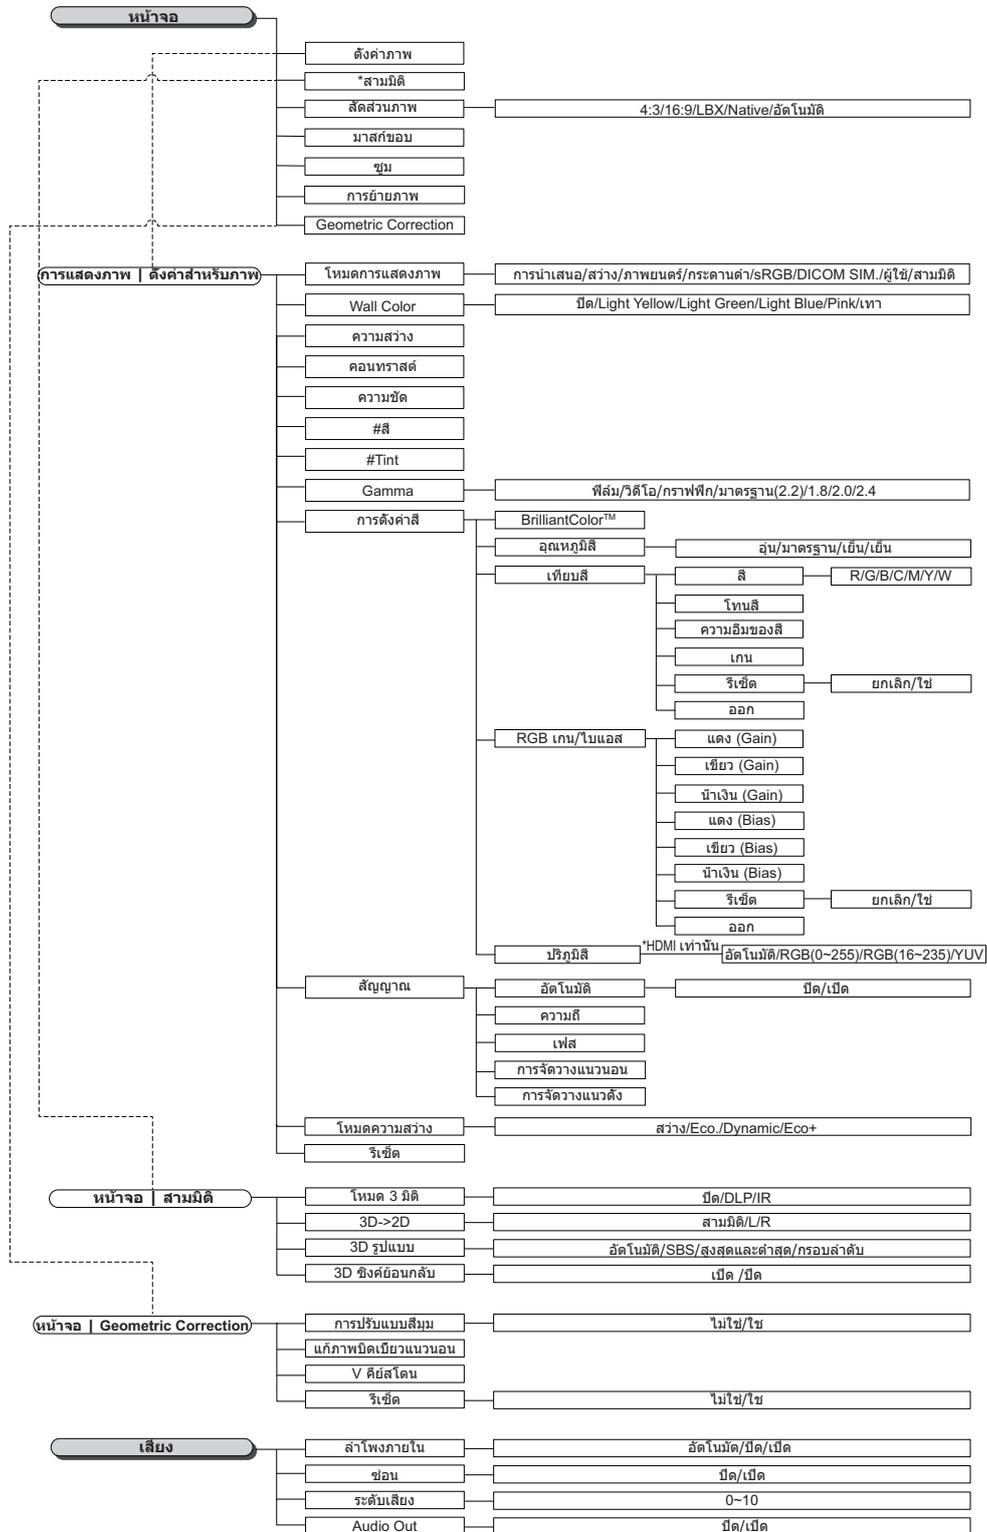 หน้าจอ
ตั้งค่าภาพ
*สามมิติ
สัดส่วนภาพ 4:3/16:9/LBX/Native/อัตโนมัติ
มาสก์ขอบ
ซูม
การย้ายภาพ
Geometric Correction
การแสดงภาพ | ตั้งค่าสำหรับภาพ โหมดการแสดงภาพ การนำเสนอ/สว่าง/ภาพยนตร์/กระดานดำ/sRGB/DICOM SIM./ผู้ใช้/สามมิติ
Wall Color ปิด/Light Yellow/Light Green/Light Blue/Pink/เทา
ความสว่าง
คอนทราสต์
ความชัด
#สี
#Tint
Gamma ฟิล์ม/วิดีโอ/กราฟฟิก/มาตรฐาน(2.2)/1.8/2.0/2.4
การตั้งค่าสี BrilliantColor™
อุณหภูมิสี อุ่น/มาตรฐาน/เย็น/เย็น
เทียบสี สี R/G/B/C/M/Y/W
โทนสี
ความอิ่มของสี
เกน
รีเซ็ต ยกเลิก/ใช่
ออก
RGB เกน/ไบแอส แดง (Gain)
เขียว (Gain)
น้ำเงิน (Gain)
แดง (Bias)
เขียว (Bias)
น้ำเงิน (Bias)
รีเซ็ต ยกเลิก/ใช่
ออก
ปริภูมิสี *HDMI เท่านั้น อัตโนมัติ/RGB(0~255)/RGB(16~235)/YUV
สัญญาณ อัตโนมัติ ปิด/เปิด
ความถี่
เฟส
การจัดวางแนวนอน
การจัดวางแนวตั้ง
โหมดความสว่าง สว่าง/Eco./Dynamic/Eco+
รีเซ็ต
หน้าจอ | สามมิติ โหมด 3 มิติ ปิด/DLP/IR
3D->2D สามมิติ/L/R
3D รูปแบบ อัตโนมัติ/SBS/สูงสุดและต่ำสุด/กรอบลำดับ
3D ซิงค์ย้อนกลับ เปิด /ปิด
หน้าจอ | Geometric Correction การปรับแบบสี่มุม ไม่ใช่/ใช่
แก้ภาพบิดเบี้ยวแนวนอน
V คีย์สโตน
รีเซ็ต ไม่ใช่/ใช่
เสียง ลำโพงภายใน อัตโนมัติ/ปิด/เปิด
ซ่อน ปิด/เปิด
ระดับเสียง 0~10
Audio Out ปิด/เปิด